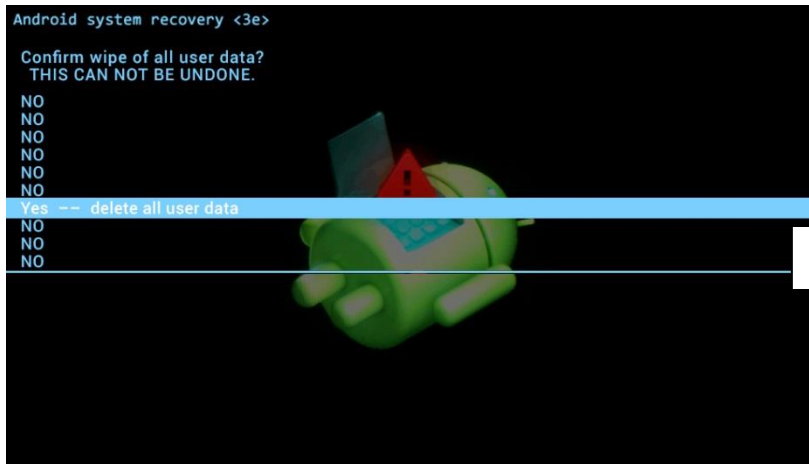 Android system recovery <3e>
Confirm wipe of all user data?
THIS CAN NOT BE UNDONE.
NO
NO
NO
NO
NO
NO
Yes -- delete all user data
NO
NO
NO